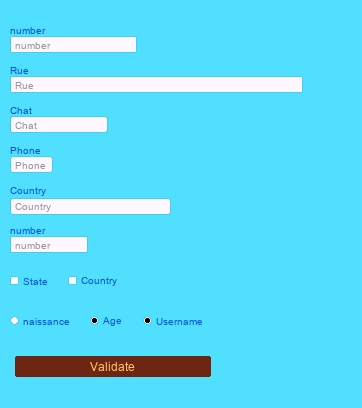 number
number
Rue
Rue
Chat
Chat
Phone
Phone
Country
Country
number
number
State Country
naissance Age Username
Validate